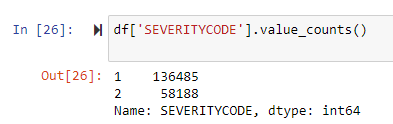 In [26]: df['SEVERITYCODE'].value_counts()
Out[26]: 1    136485
2     58188
Name: SEVERITYCODE, dtype: int64